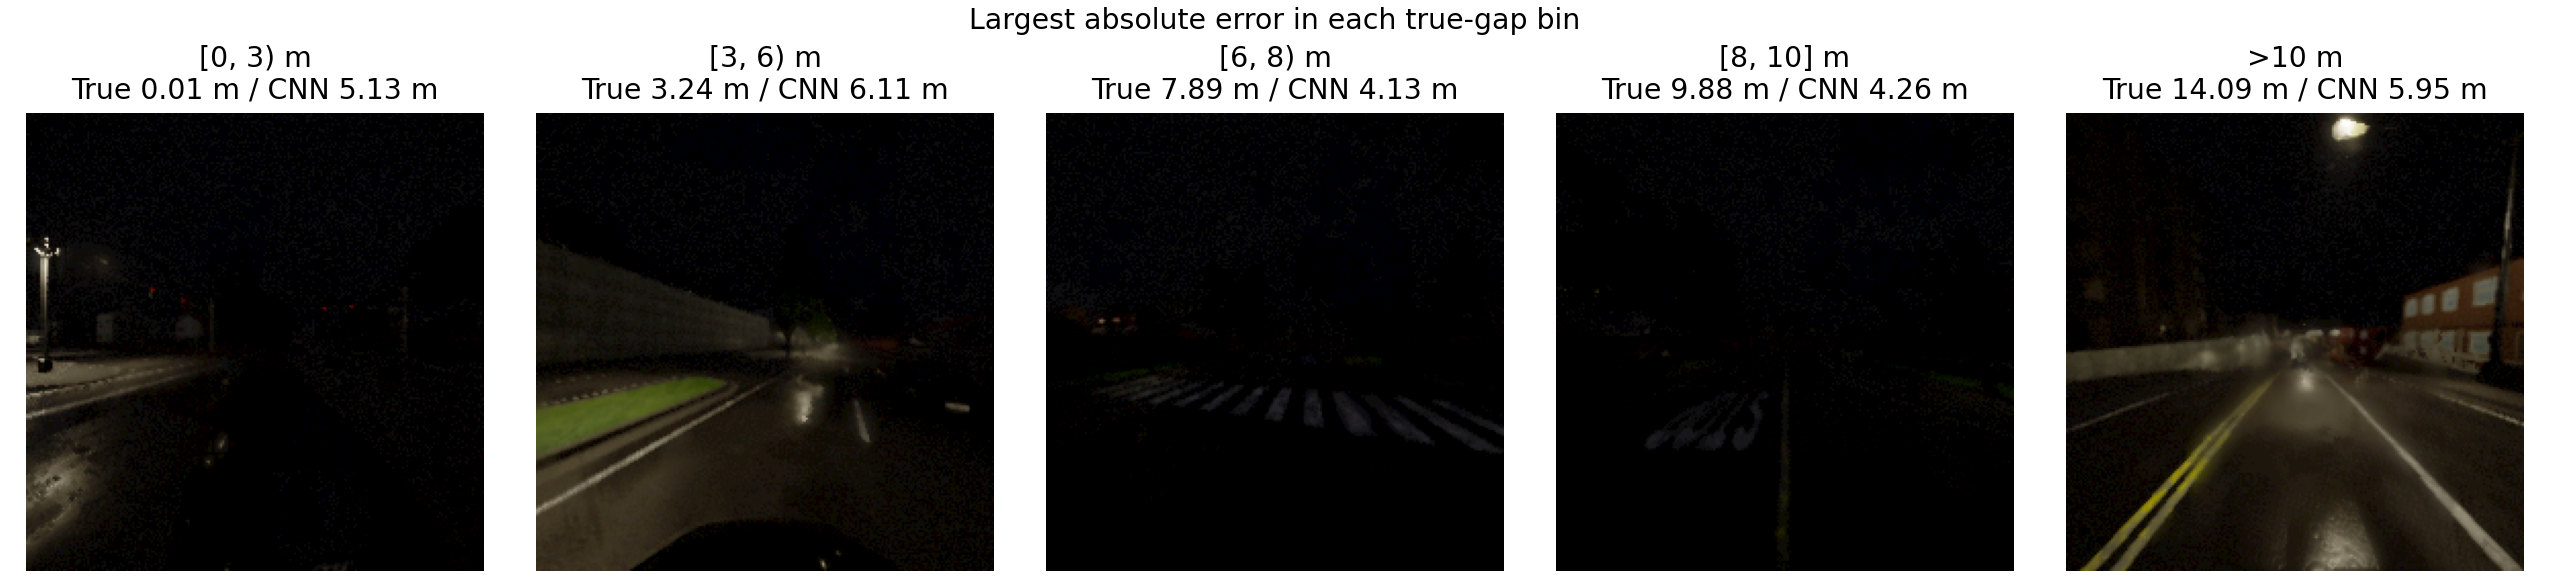 Largest absolute error in each true-gap bin
[0, 3) m
True 0.01 m / CNN 5.13 m
[3, 6) m
True 3.24 m / CNN 6.11 m
[6, 8) m
True 7.89 m / CNN 4.13 m
[8, 10] m
True 9.88 m / CNN 4.26 m
>10 m
True 14.09 m / CNN 5.95 m